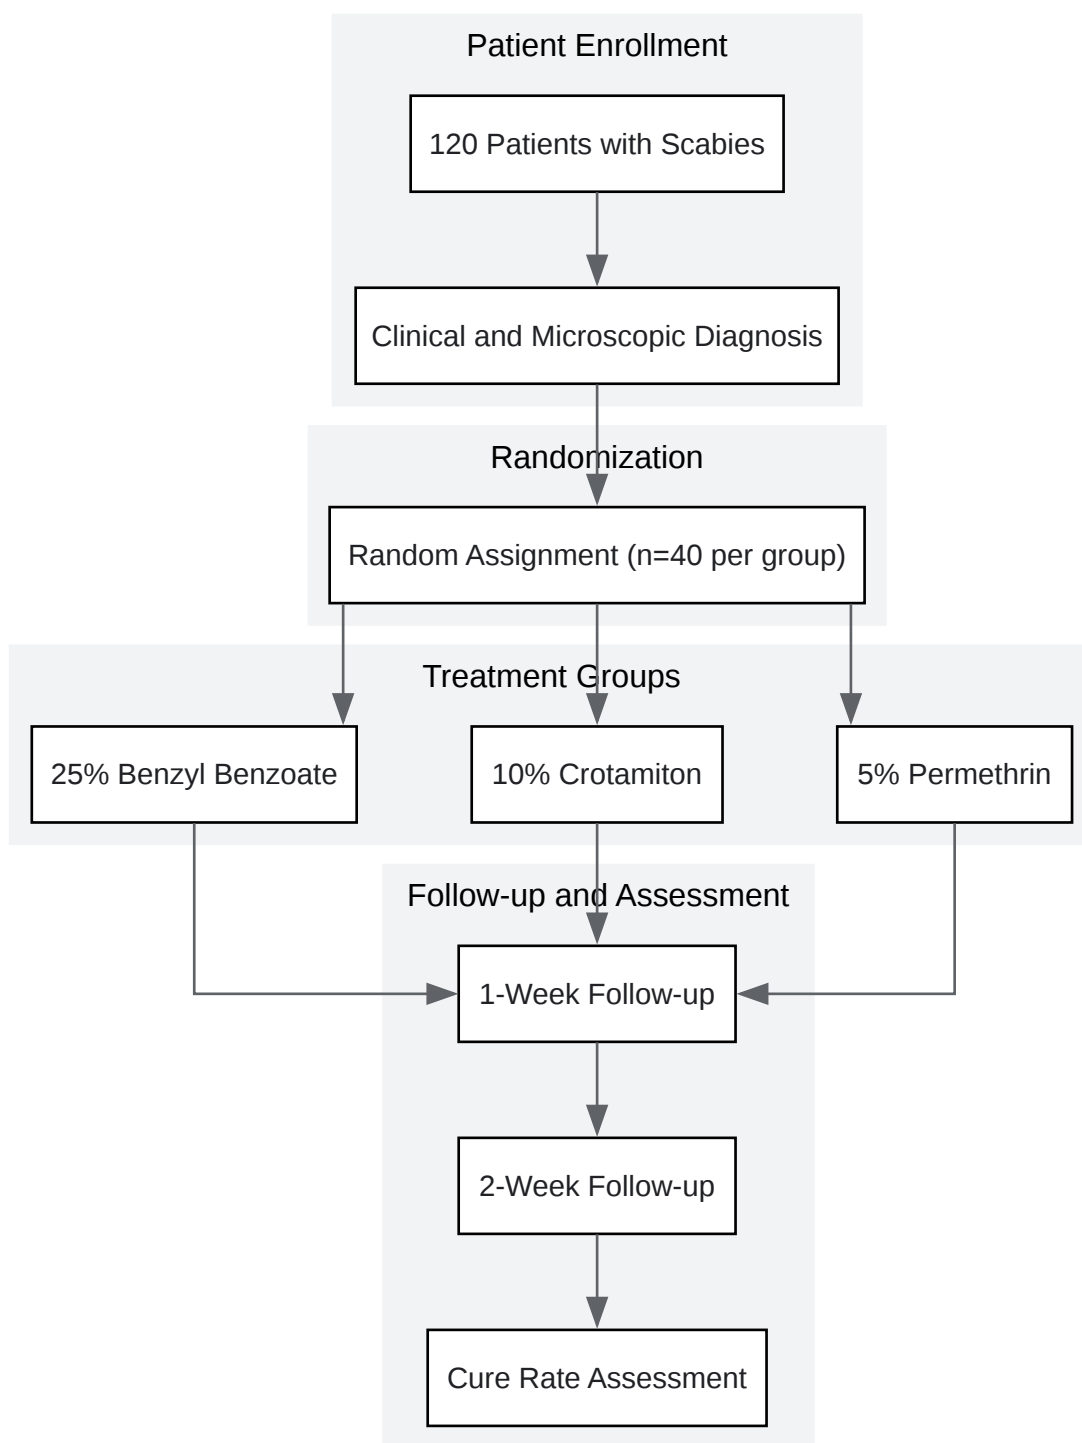 Patient Enrollment
120 Patients with Scabies
Clinical and Microscopic Diagnosis
Randomization
Random Assignment (n=40 per group)
Treatment Groups
25% Benzyl Benzoate
10% Crotamiton
5% Permethrin
Follow-up and Assessment
1-Week Follow-up
2-Week Follow-up
Cure Rate Assessment